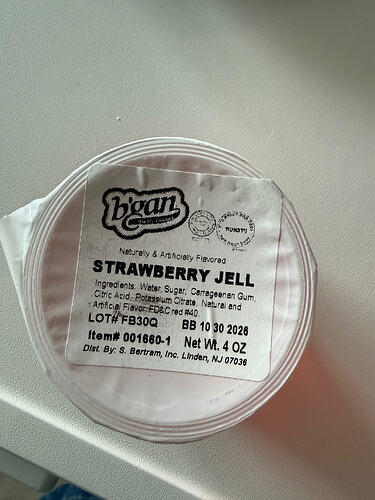 b'gan
Naturally & Artificially Flavored
STRAWBERRY JELL
Ingredients: Water, Sugar, Carrageenan Gum,
Citric Acid, Potassium Citrate, Natural and
Artificial Flavor, FD&C red #40.
LOT# FB30Q BB 10 30 2026
Item# 001660-1 Net Wt. 4 OZ
Dist. By: S. Bertram, Inc. Linden, NJ 07036